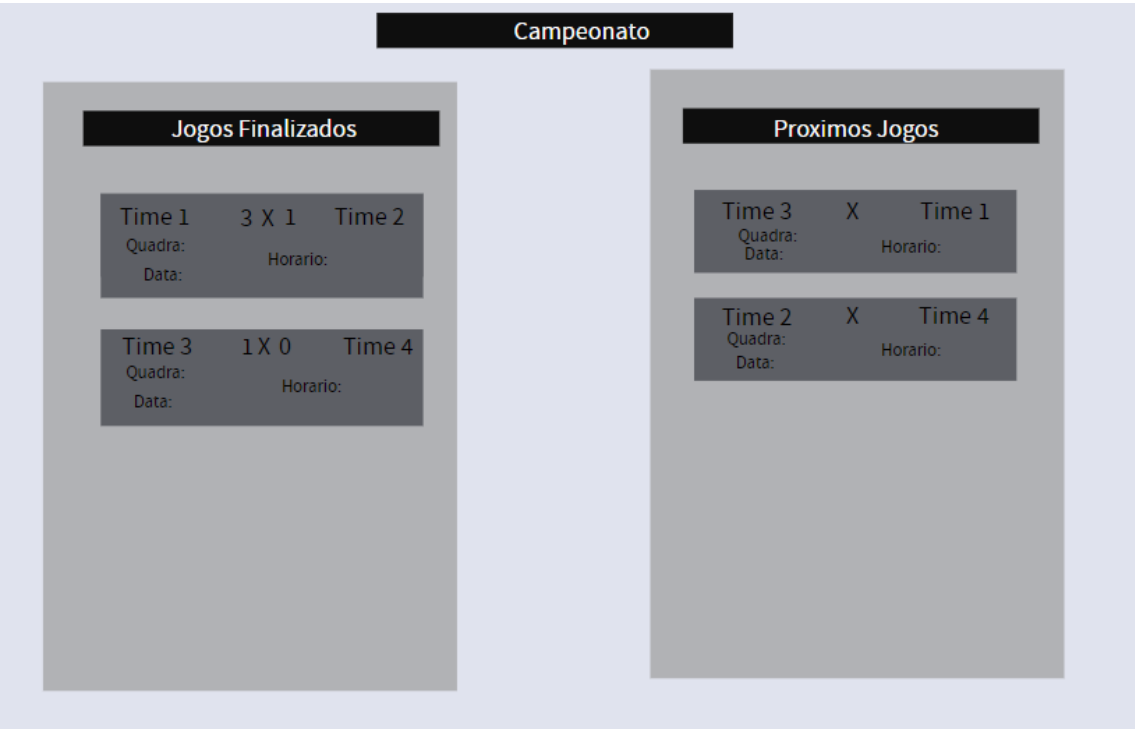 Campeonato
Jogos Finalizados
Time 1 3 X 1 Time 2
Quadra:
Horario:
Data:
Time 3 1 X 0 Time 4
Quadra:
Horario:
Data:
Proximos Jogos
Time 3 X Time 1
Quadra:
Horario:
Data:
Time 2 X Time 4
Quadra:
Horario:
Data: